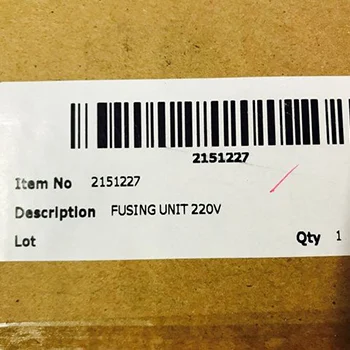 2151227
Item No 2151227
Description FUSING UNIT 220V
Lot Qty 1